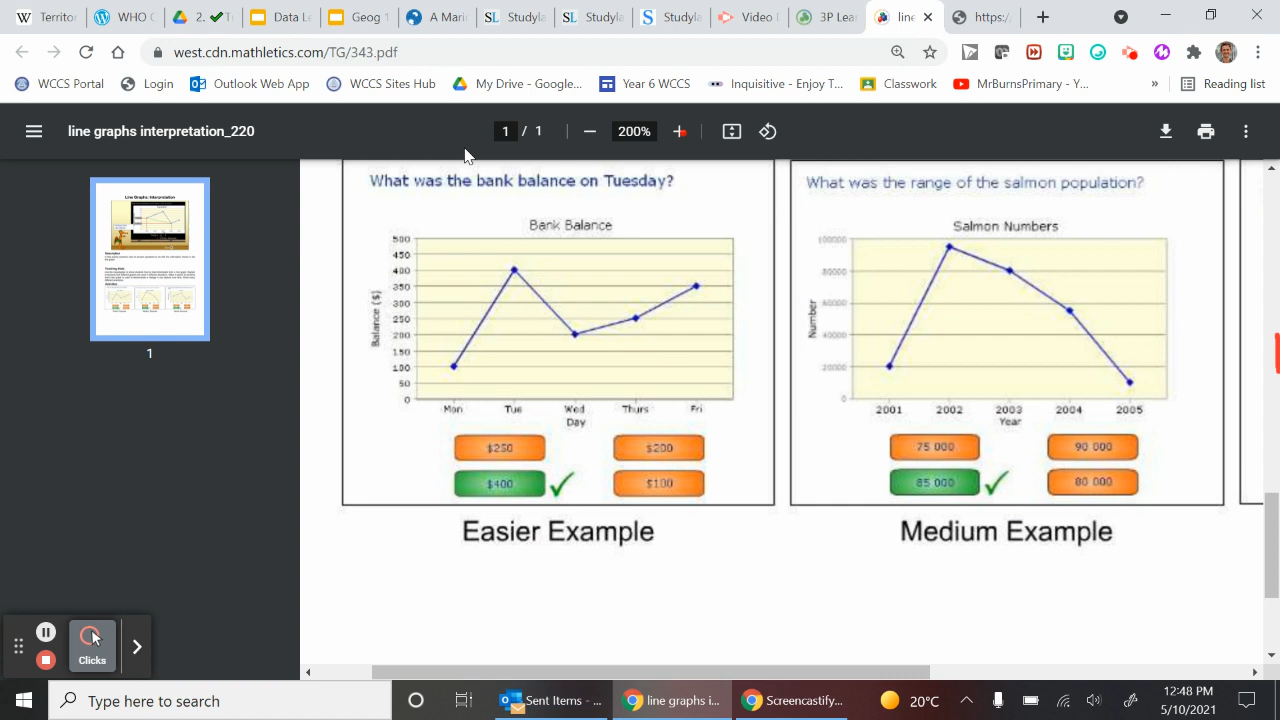 Territor
WHO C
2. ✔T
Data Le
Geog 1
A Mari
Studyla
Studyla
Studyla
Video l
3P Lear
line
https:/
west.cdn.mathletics.com/TG/343.pdf
WCCS Portal
Login
Outlook Web App
WCCS Sites Hub
My Drive - Google...
Year 6 WCCS
Inquisitive - Enjoy T...
Classwork
MrBurnsPrimary - Y...
»
Reading list
line graphs interpretation_220
1 / 1
200%
Line Graphs: Interpretation
1
What was the bank balance on Tuesday?
Bank Balance
Balance ($)
500
450
400
350
300
250
200
150
100
50
0
Mon Tue Wed Thurs Fri
Day
$250 $200
$400 $100
Easier Example
What was the range of the salmon population?
Salmon Numbers
Number
100000
80000
60000
40000
20000
0
2001 2002 2003 2004 2005
Year
75 000 90 000
85 000 80 000
Medium Example
Clicks
Type here to search
Sent Items - ...
line graphs i...
Screencastify...
20°C
12:48 PM
5/10/2021